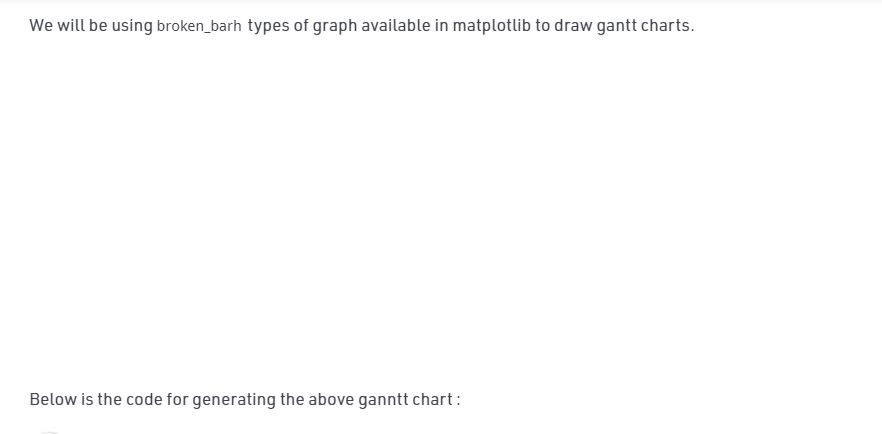 We will be using broken_barh types of graph available in matplotlib to draw gantt charts.
Below is the code for generating the above ganntt chart :